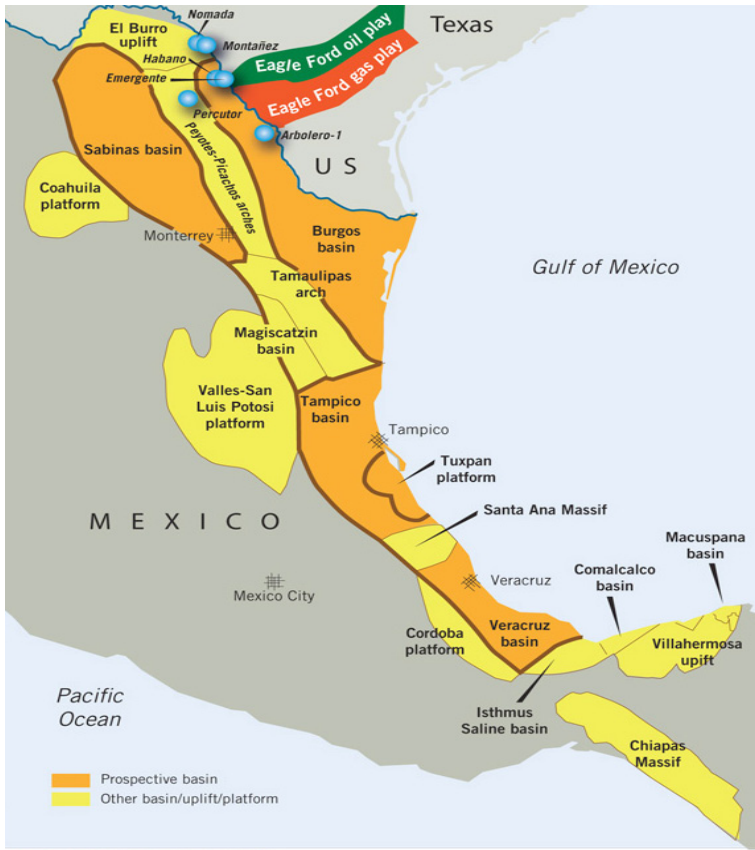 Nomada
Texas
El Burro
uplift
Montañez
Habano
Eagle Ford oil play
Emergente
Eagle Ford gas play
Percutor
Arbolero-1
Sabinas basin
Peyotes-Picachos arches
U S
Coahuila
platform
Monterrey
Burgos
basin
Gulf of Mexico
Tamaulipas
arch
Magiscatzin
basin
Valles-San
Luis Potosi
platform
Tampico
basin
Tampico
Tuxpan
platform
Santa Ana Massif
M E X I C O
Macuspana
basin
Comalcalco
basin
Mexico City
Veracruz
Veracruz
basin
Cordoba
platform
Villahermosa
upift
Pacific
Ocean
Isthmus
Saline basin
Chiapas
Massif
Prospective basin
Other basin/uplift/platform